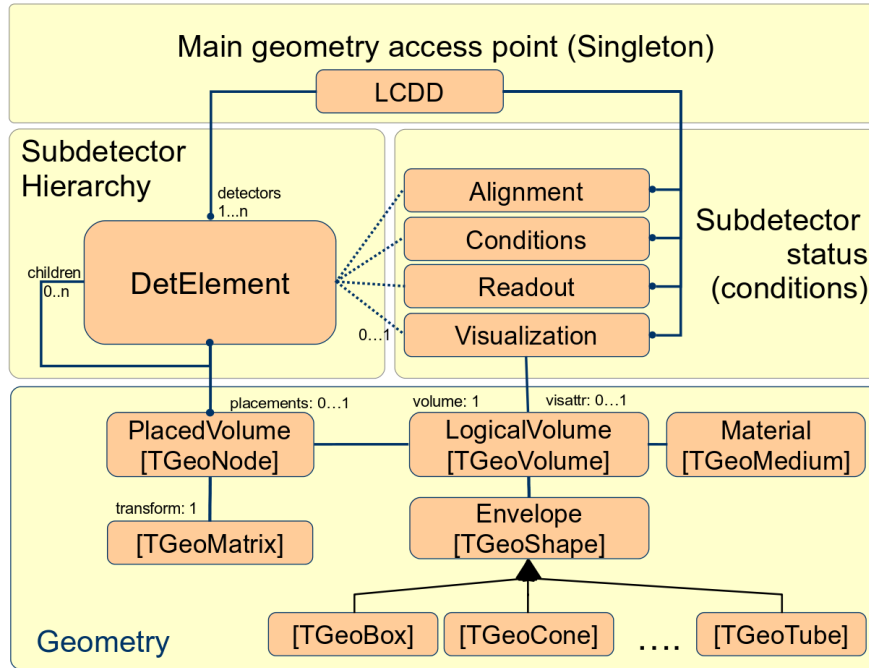 Main geometry access point (Singleton)
LCDD
Subdetector
Hierarchy
detectors
1...n
children
0..n
DetElement
Alignment
Conditions
Readout
Visualization
0...1
Subdetector
status
(conditions)
placements: 0...1
volume: 1
visattr: 0...1
PlacedVolume
[TGeoNode]
LogicalVolume
[TGeoVolume]
Material
[TGeoMedium]
transform: 1
[TGeoMatrix]
Envelope
[TGeoShape]
[TGeoBox]
[TGeoCone]
....
[TGeoTube]
Geometry